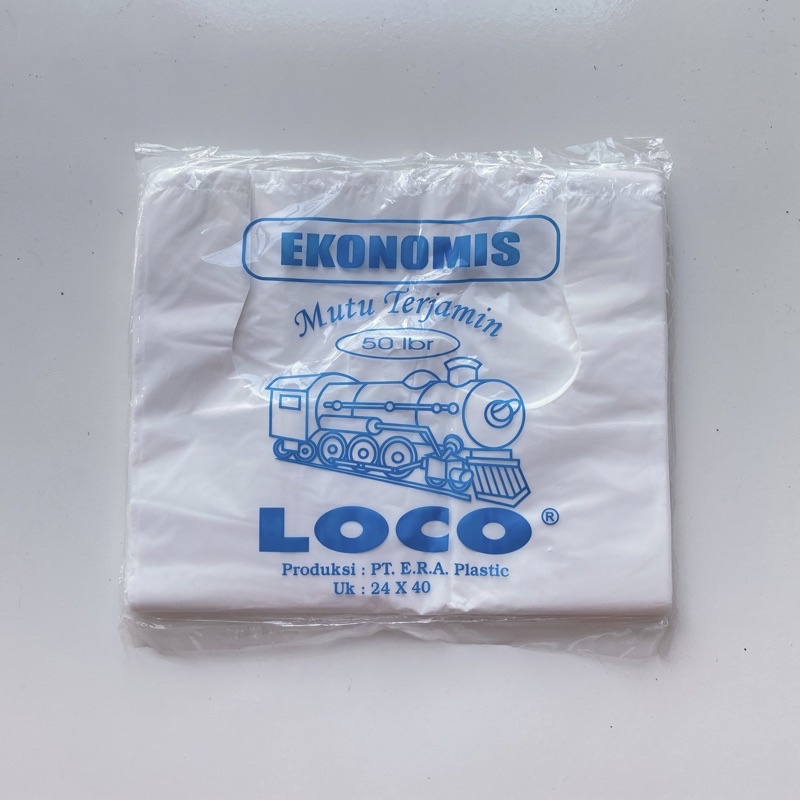 EKONOMIS
Mutu Terjamin
50 lbr
LOCO ®
Produksi : PT. E.R.A. Plastic
Uk : 24 X 40